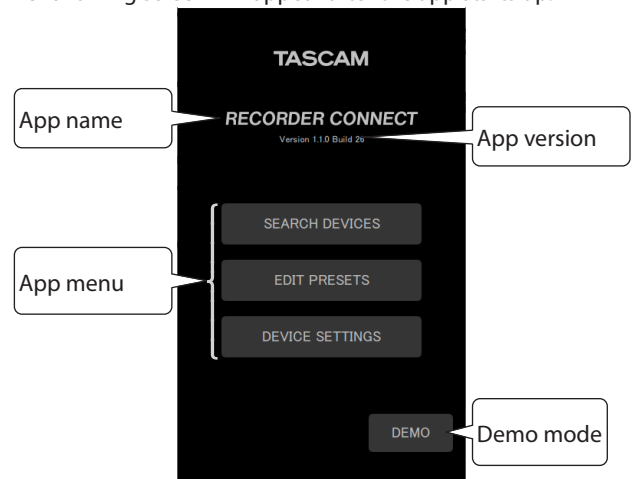 TASCAM
App name
RECORDER CONNECT
Version 1.1.0 Build 26
App version
SEARCH DEVICES
App menu
EDIT PRESETS
DEVICE SETTINGS
DEMO
Demo mode